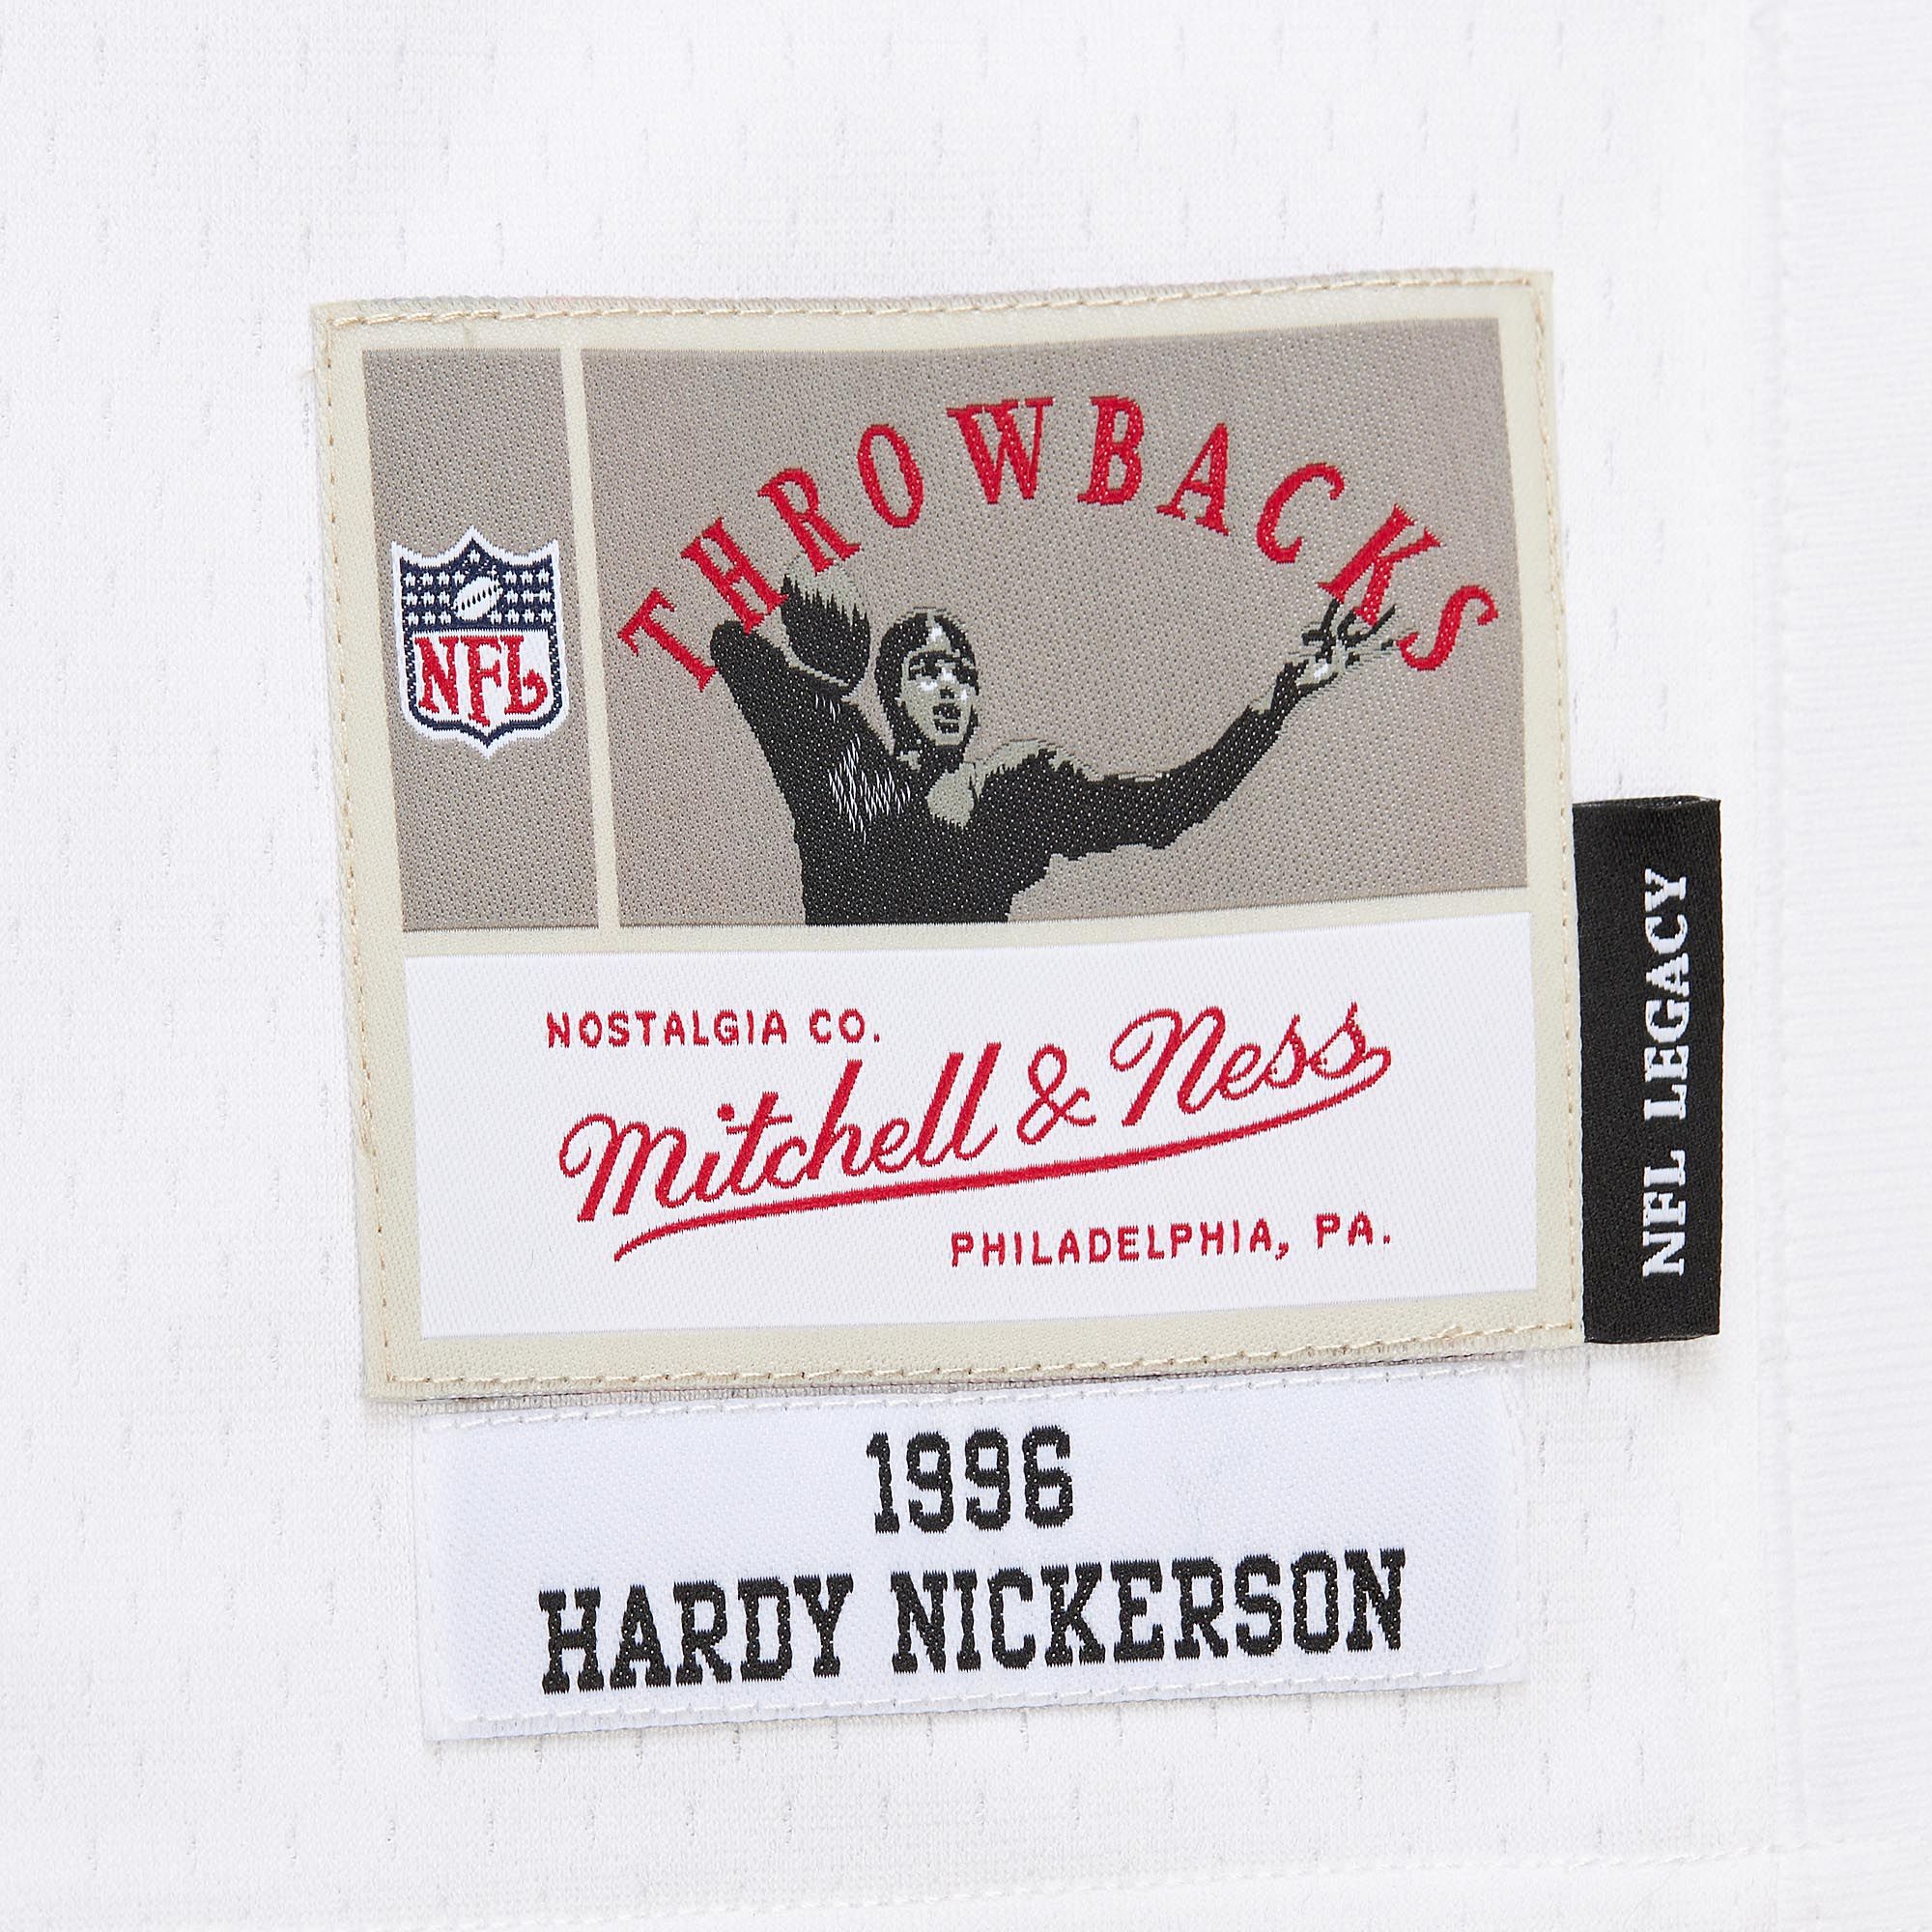 THROWBACKS
NFL
NOSTALGIA CO.
Mitchell & Ness
PHILADELPHIA, PA.
NFL LEGACY
1996
HARDY NICKERSON